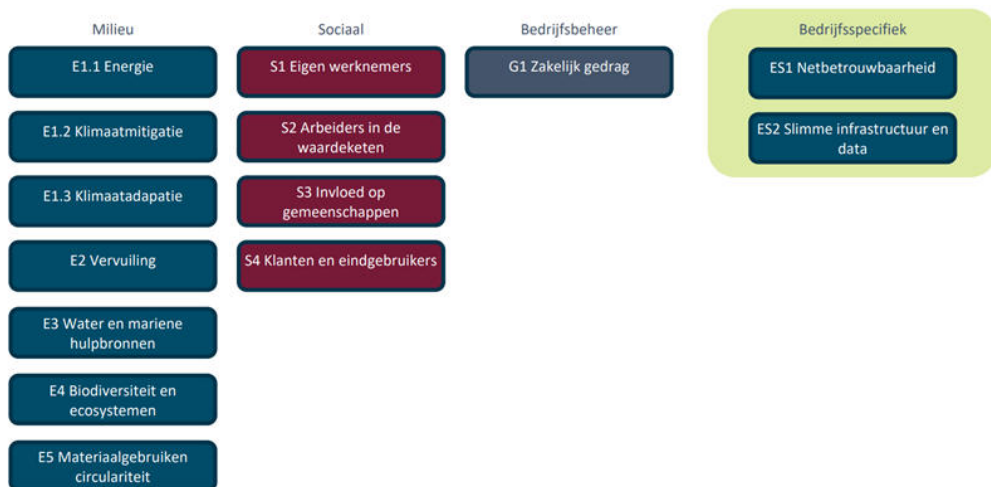 Milieu
E1.1 Energie
E1.2 Klimaatmitigatie
E1.3 Klimaatadapatie
E2 Vervuiling
E3 Water en mariene
hulpbronnen
E4 Biodiversiteit en
ecosystemen
E5 Materiaalgebruiken
circulariteit
Sociaal
S1 Eigen werknemers
S2 Arbeiders in de
waardeketen
S3 Invloed op
gemeenschappen
S4 Klanten en eindgebruikers
Bedrijfsbeheer
G1 Zakelijk gedrag
Bedrijfsspecifiek
ES1 Netbetrouwbaarheid
ES2 Slimme infrastructuur en
data